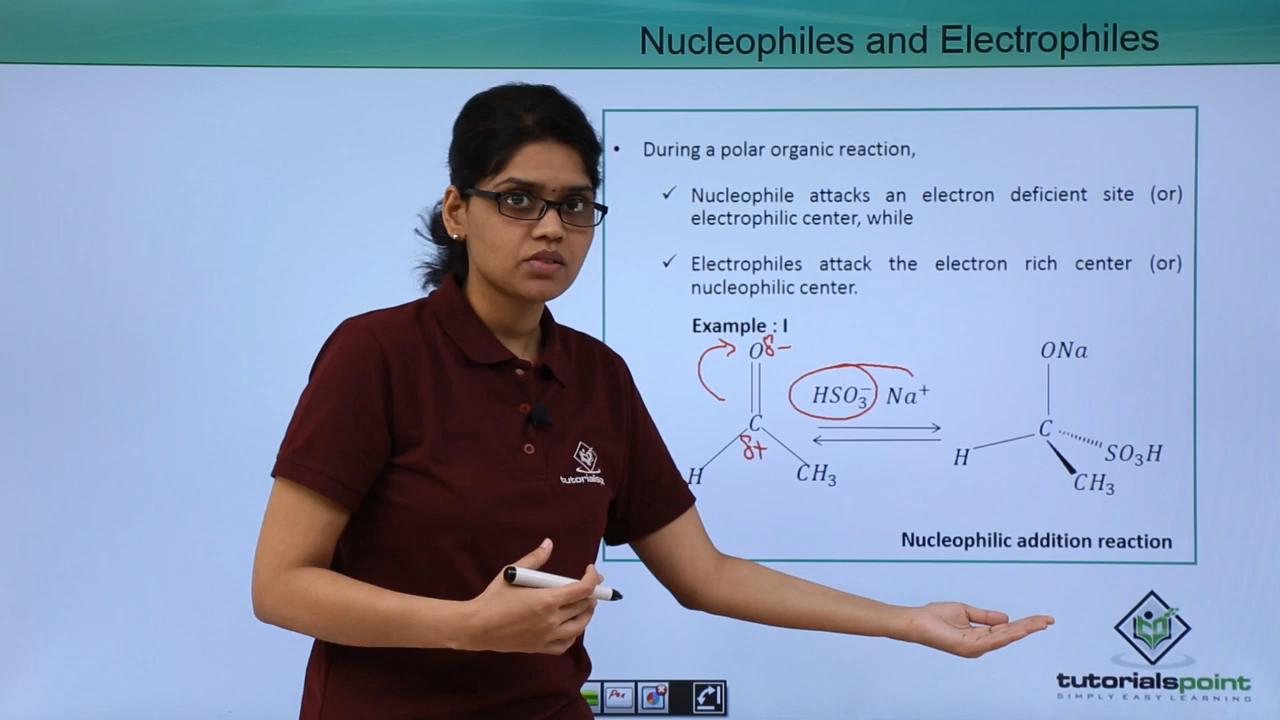 Nucleophiles and Electrophiles
• During a polar organic reaction,
✓ Nucleophile attacks an electron deficient site (or)
electrophilic center, while
✓ Electrophiles attack the electron rich center (or)
nucleophilic center.
Example : I
O δ−
ONa
HSO₃⁻ Na⁺
C
δ+
C
H
CH₃
H
SO₃H
CH₃
Nucleophilic addition reaction
tutorialsp
Pen
tutorialspoint
SIMPLY EASY LEARNING